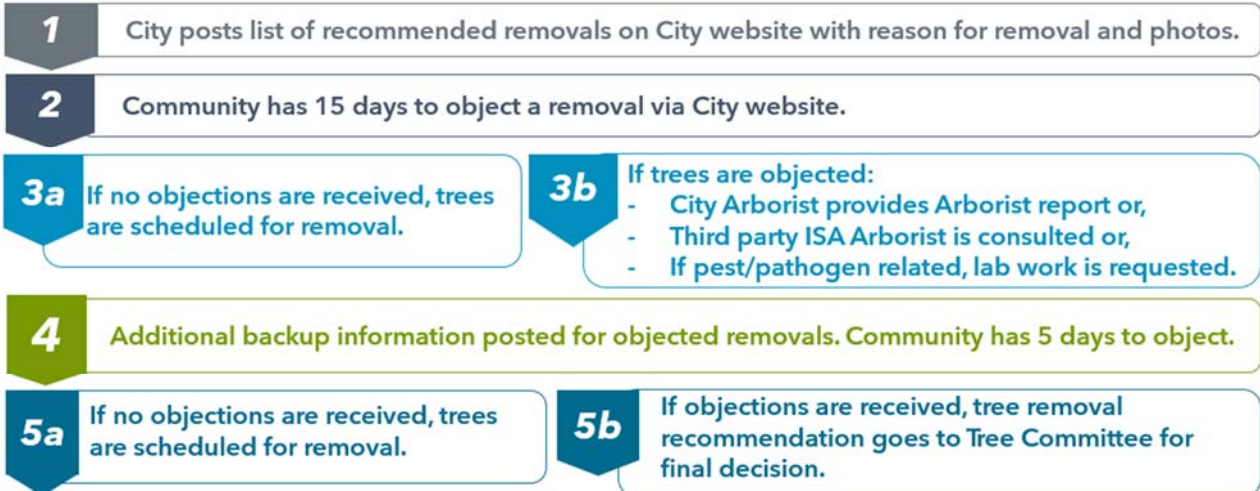 1
City posts list of recommended removals on City website with reason for removal and photos.
2
Community has 15 days to object a removal via City website.
3a
If no objections are received, trees
are scheduled for removal.
3b
If trees are objected:
- City Arborist provides Arborist report or,
- Third party ISA Arborist is consulted or,
- If pest/pathogen related, lab work is requested.
4
Additional backup information posted for objected removals. Community has 5 days to object.
5a
If no objections are received, trees
are scheduled for removal.
5b
If objections are received, tree removal
recommendation goes to Tree Committee for
final decision.